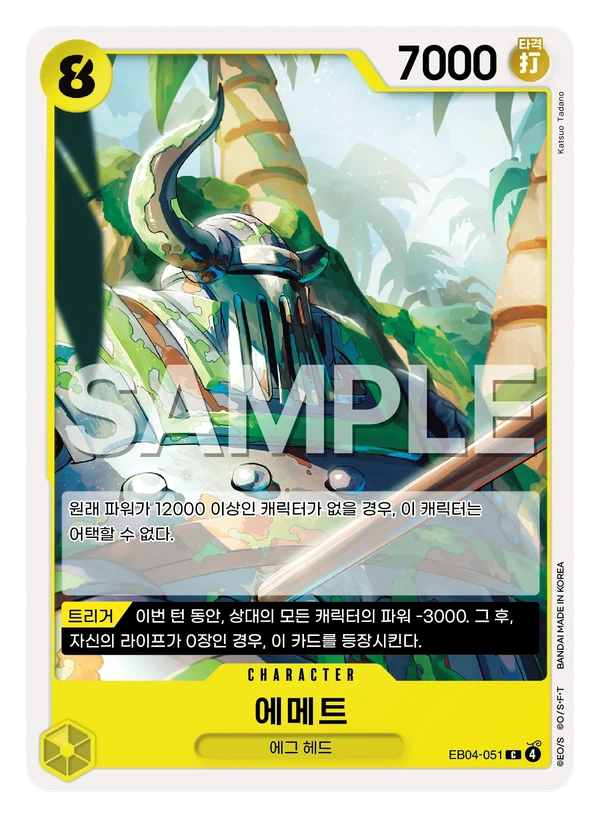 8
7000
타격
打
Katsuo Tadano
SAMPLE
원래 파워가 12000 이상인 캐릭터가 없을 경우, 이 캐릭터는
어택할 수 없다.
트리거 이번 턴 동안, 상대의 모든 캐릭터의 파워 -3000. 그 후,
자신의 라이프가 0장인 경우, 이 카드를 등장시킨다.
CHARACTER
에메트
에그 헤드
EB04-051 C 4
©EO/S ©O/S·F·T BANDAI MADE IN KOREA